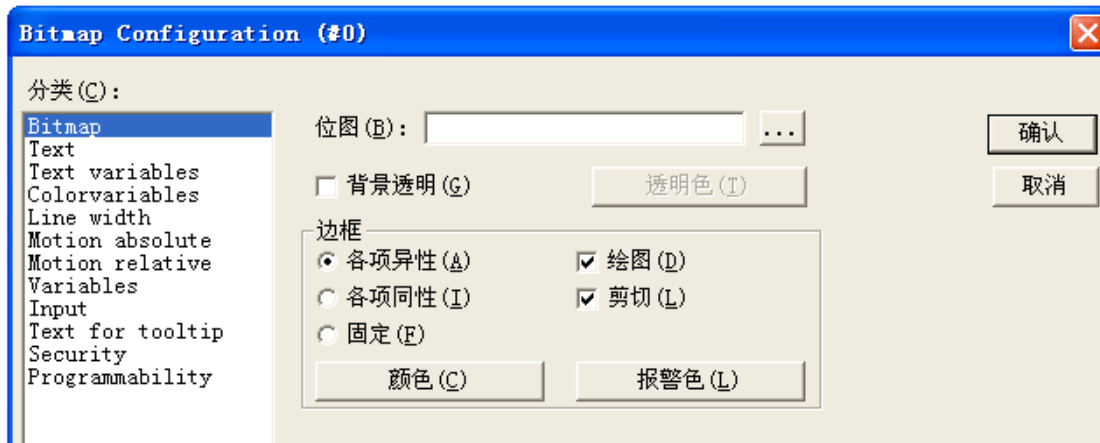 Bitmap Configuration (#0)
分类(C):
Bitmap
Text
Text variables
Colorvariables
Line width
Motion absolute
Motion relative
Variables
Input
Text for tooltip
Security
Programmability
位图(B): ...
背景透明(G) 透明色(T)
边框
各项异性(A) 绘图(D)
各项同性(I) 剪切(L)
固定(F)
颜色(C) 报警色(L)
确认
取消